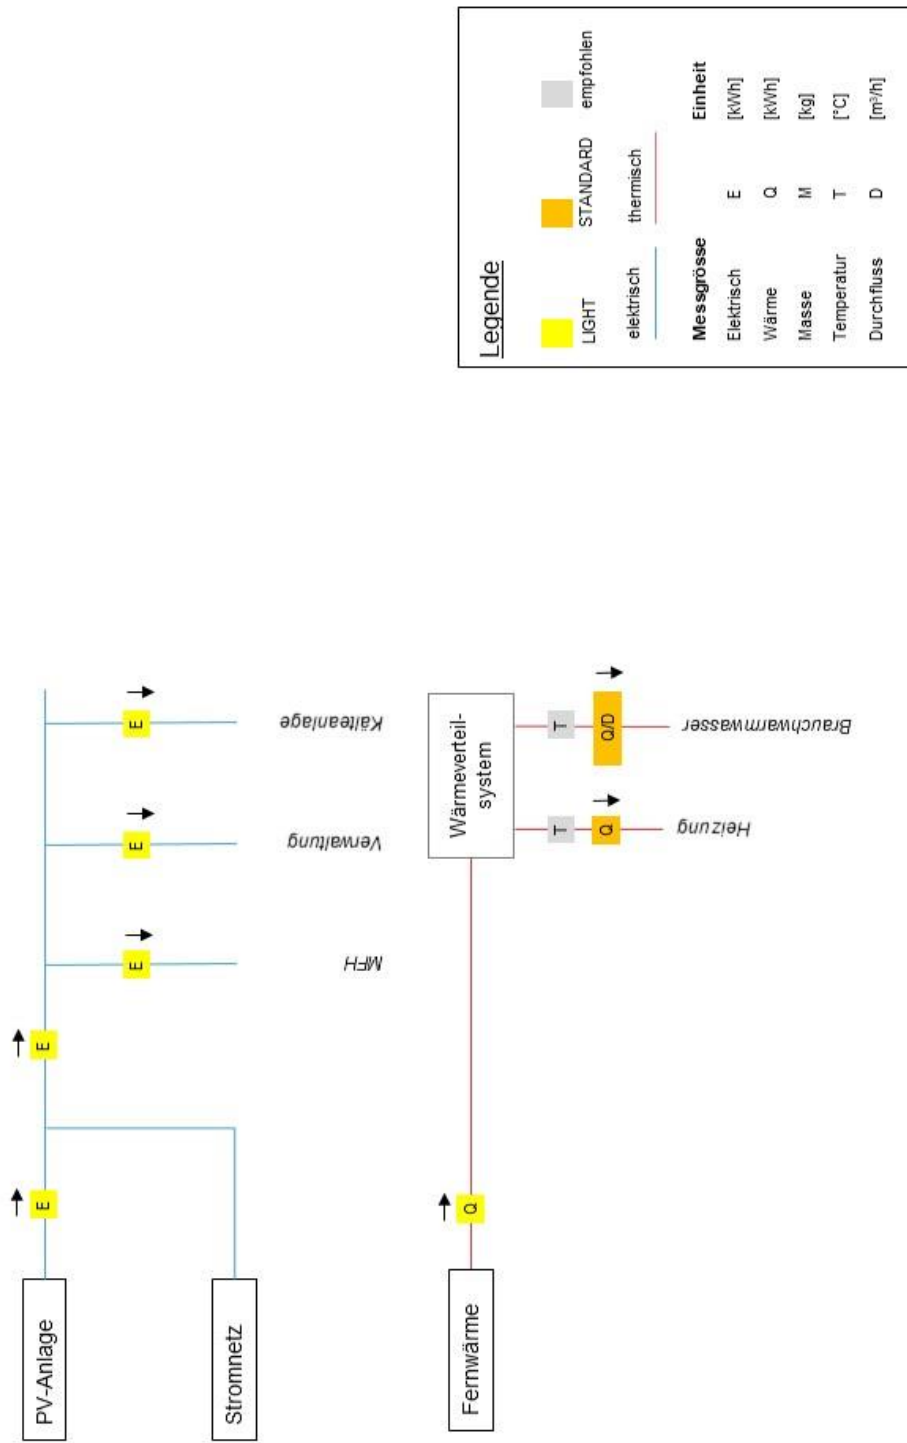 PV-Anlage
E
E
E
MFH
E
Verwaltung
E
Kälteanlage
Stromnetz
Fernwärme
Q
Wärmeverteil-
system
T
Q
Heizung
T
Q/D
Brauchwarmwasser
Legende
LIGHT STANDARD empfohlen
elektrisch thermisch
Messgrösse Einheit
Elektrisch E [kWh]
Wärme Q [kWh]
Masse M [kg]
Temperatur T [°C]
Durchfluss D [m³/h]